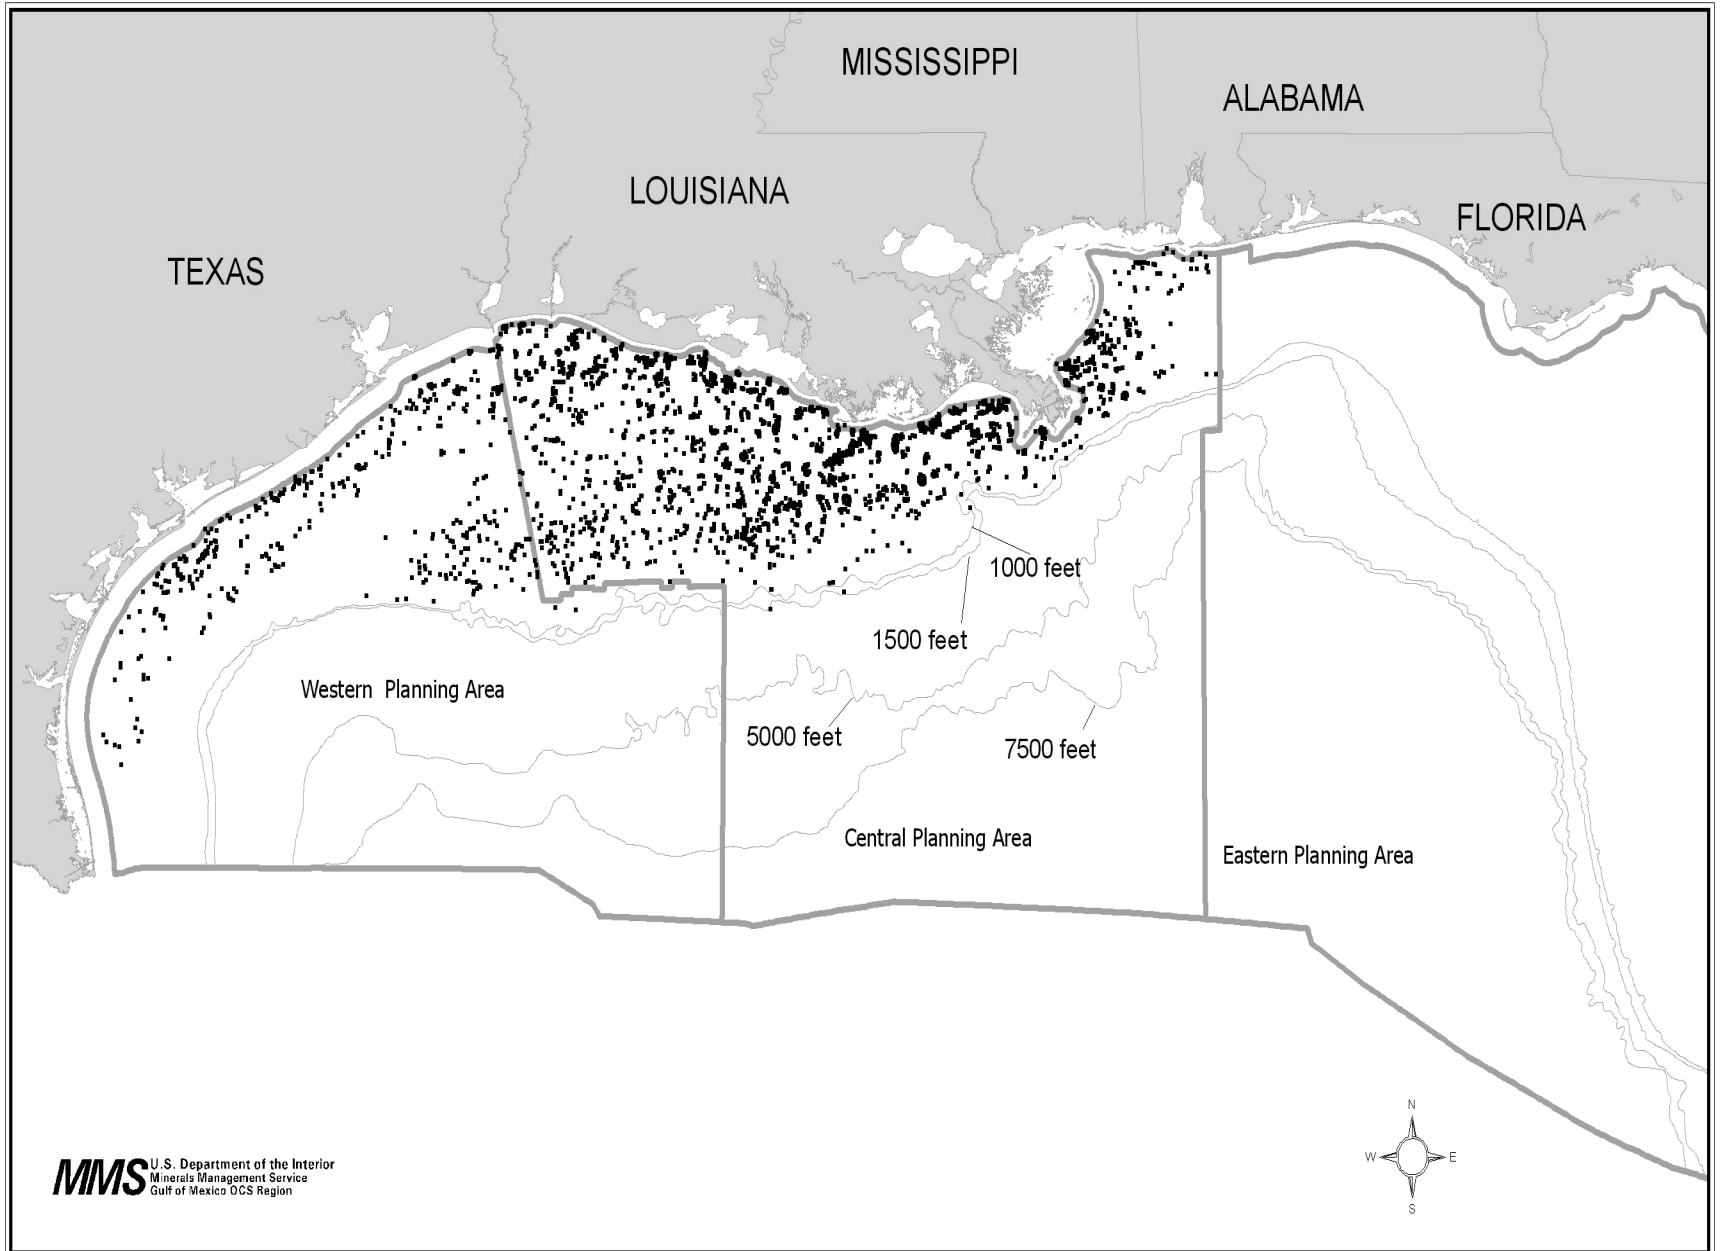 MISSISSIPPI
ALABAMA
LOUISIANA
FLORIDA
TEXAS
1000 feet
1500 feet
Western Planning Area
5000 feet
7500 feet
Central Planning Area
Eastern Planning Area
N
W
E
S
MMS
U.S. Department of the Interior
Minerals Management Service
Gulf of Mexico OCS Region